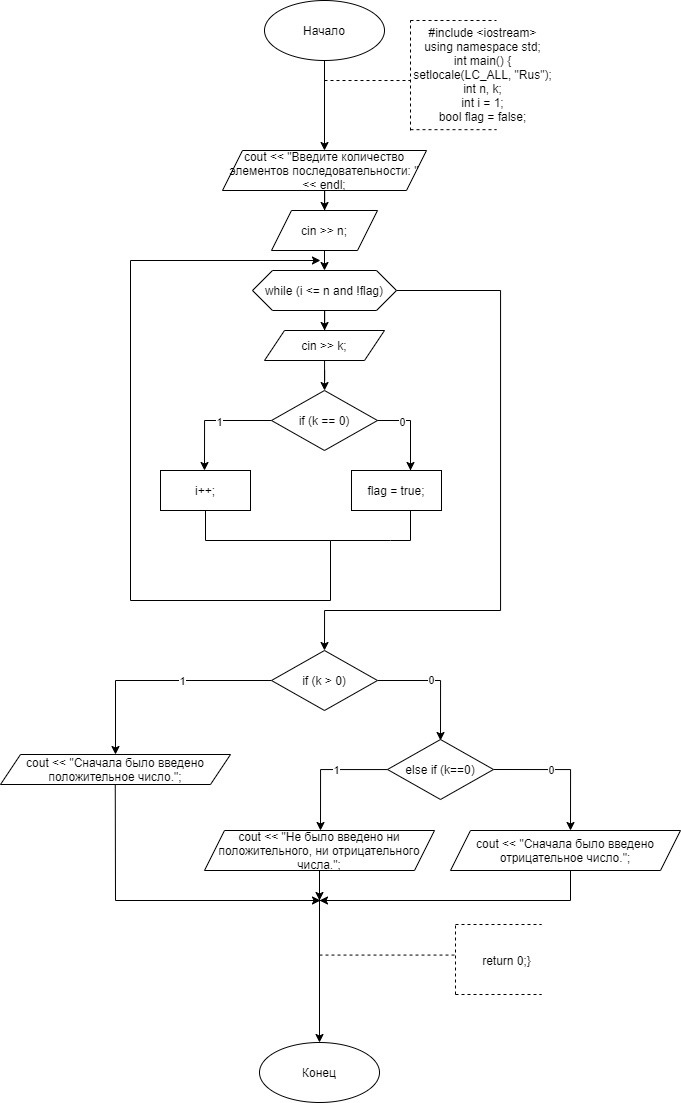 Начало
#include <iostream>
using namespace std;
int main() {
setlocale(LC_ALL, "Rus");
int n, k;
int i = 1;
bool flag = false;
cout << "Введите количество
элементов последовательности: "
<< endl;
cin >> n;
while (i <= n and !flag)
cin >> k;
if (k == 0)
1
0
i++;
flag = true;
if (k > 0)
1
0
cout << "Сначала было введено
положительное число.";
else if (k==0)
1
0
cout << "Не было введено ни
положительного, ни отрицательного
числа.";
cout << "Сначала было введено
отрицательное число.";
return 0;}
Конец